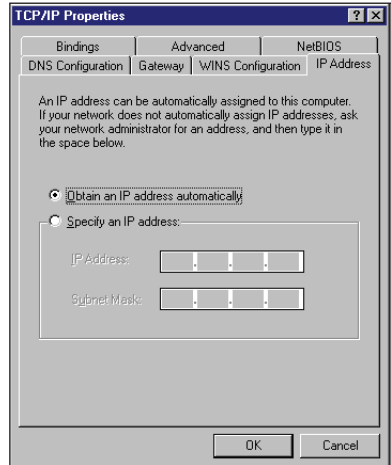 TCP/IP Properties
Bindings Advanced NetBIOS
DNS Configuration Gateway WINS Configuration IP Address
An IP address can be automatically assigned to this computer.
If your network does not automatically assign IP addresses, ask
your network administrator for an address, and then type it in
the space below.
Obtain an IP address automatically
Specify an IP address:
IP Address:
Subnet Mask:
OK Cancel